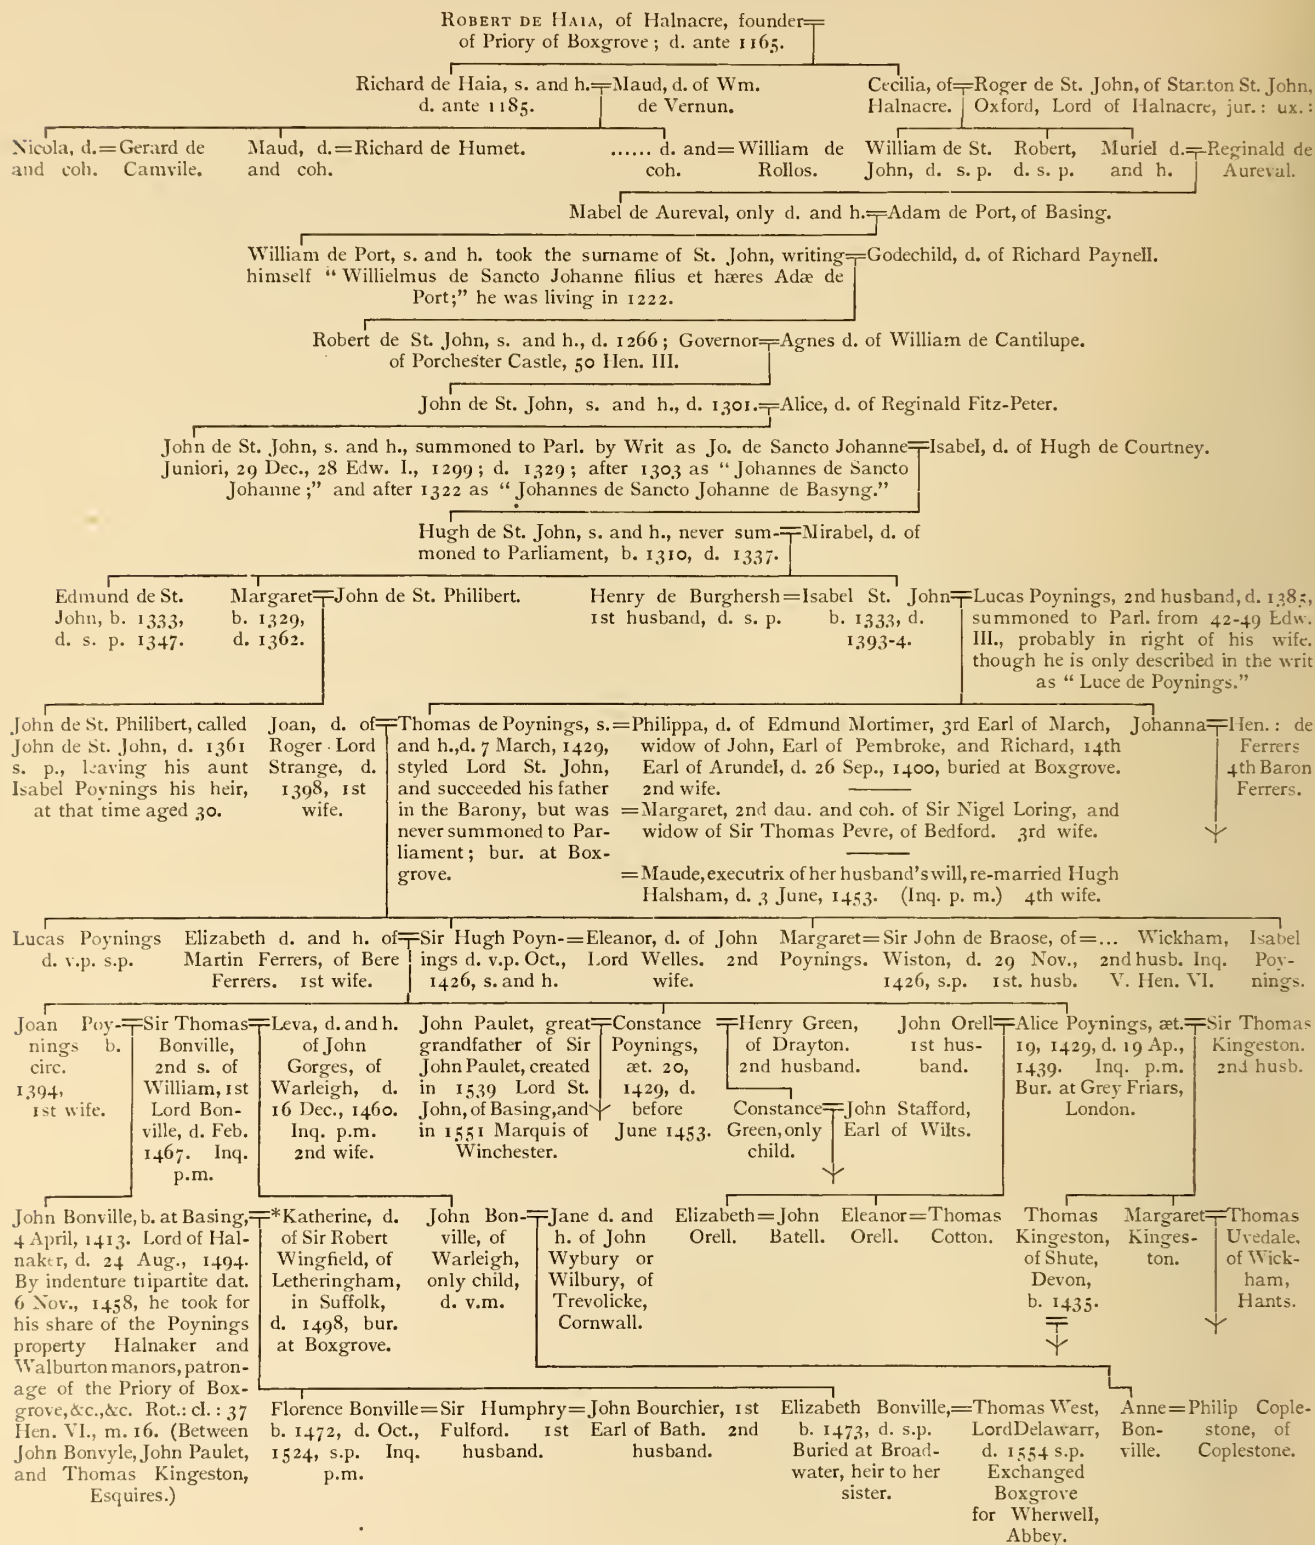 ROBERT DE HAIA, of Halnacre, founder
of Priory of Boxgrove; d. ante 1165.
Richard de Haia, s. and h.
d. ante 1185.
Maud, d. of Wm.
de Vernun.
Cecilia, of
Halnacre.
Roger de St. John, of Stanton St. John,
Oxford, Lord of Halnacre, jur.: ux.:
Nicola, d.
and coh.
=Gerard de
Camvile.
Maud, d.
and coh.
=Richard de Humet.
...... d. and
coh.
=William de
Rollos.
William de St.
John, d. s. p.
Robert,
d. s. p.
Muriel d.
and h.
Reginald de
Aureval.
Mabel de Aureval, only d. and h.
Adam de Port, of Basing.
William de Port, s. and h. took the surname of St. John, writing
himself “Willielmus de Sancto Johanne filius et hæres Adæ de
Port;” he was living in 1222.
Godechild, d. of Richard Paynell.
Robert de St. John, s. and h., d. 1266; Governor
of Porchester Castle, 50 Hen. III.
Agnes d. of William de Cantilupe.
John de St. John, s. and h., d. 1301.
Alice, d. of Reginald Fitz-Peter.
John de St. John, s. and h., summoned to Parl. by Writ as Jo. de Sancto Johanne
Juniori, 29 Dec., 28 Edw. I., 1299; d. 1329; after 1303 as “Johannes de Sancto
Johanne;” and after 1322 as “Johannes de Sancto Johanne de Basyng.”
Isabel, d. of Hugh de Courtney.
Hugh de St. John, s. and h., never sum-
moned to Parliament, b. 1310, d. 1337.
Mirabel, d. of
Edmund de St.
John, b. 1333,
d. s. p. 1347.
Margaret
b. 1329,
d. 1362.
John de St. Philibert.
Henry de Burghersh
1st husband, d. s. p.
=Isabel St. John
b. 1333, d.
1393-4.
Lucas Poynings, 2nd husband, d. 1385,
summoned to Parl. from 42-49 Edw.
III., probably in right of his wife,
though he is only described in the writ
as “Luce de Poynings.”
John de St. Philibert, called
John de St. John, d. 1361
s. p., leaving his aunt
Isabel Poynings his heir,
at that time aged 30.
Joan, d. of
Roger Lord
Strange, d.
1398, 1st
wife.
Thomas de Poynings, s.
and h., d. 7 March, 1429,
styled Lord St. John,
and succeeded his father
in the Barony, but was
never summoned to Par-
liament; bur. at Box-
grove.
=Philippa, d. of Edmund Mortimer, 3rd Earl of March,
widow of John, Earl of Pembroke, and Richard, 14th
Earl of Arundel, d. 26 Sep., 1400, buried at Boxgrove.
2nd wife.
=Margaret, 2nd dau. and coh. of Sir Nigel Loring, and
widow of Sir Thomas Pevre, of Bedford. 3rd wife.
=Maude, executrix of her husband's will, re-married Hugh
Halsham, d. 3 June, 1453. (Inq. p. m.) 4th wife.
Johanna
Hen.: de
Ferrers
4th Baron
Ferrers.
Lucas Poynings
d. v.p. s.p.
Elizabeth d. and h. of
Martin Ferrers, of Bere
Ferrers. 1st wife.
Sir Hugh Poyn-
ings d. v.p. Oct.,
1426, s. and h.
=Eleanor, d. of John
Lord Welles. 2nd
wife.
Margaret
Poynings.
=Sir John de Braose, of
Wiston, d. 29 Nov.,
1426, s.p. 1st. husb.
=... Wickham,
2nd husb. Inq.
V. Hen. VI.
Isabel
Poy-
nings.
Joan Poy-
nings b.
circ.
1394,
1st wife.
Sir Thomas
Bonville,
2nd s. of
William, 1st
Lord Bon-
ville, d. Feb.
1467. Inq.
p.m.
Leva, d. and h.
of John
Gorges, of
Warleigh, d.
16 Dec., 1460.
Inq. p.m.
2nd wife.
John Paulet, great
grandfather of Sir
John Paulet, created
in 1539 Lord St.
John, of Basing, and
in 1551 Marquis of
Winchester.
Constance
Poynings,
æt. 20,
1429, d.
before
June 1453.
Henry Green,
of Drayton.
2nd husband.
Constance
Green, only
child.
John Stafford,
Earl of Wilts.
John Orell
1st hus-
band.
Alice Poynings, æt.
19, 1429, d. 19 Ap.,
1439. Inq. p.m.
Bur. at Grey Friars,
London.
Sir Thomas
Kingeston.
2nd husb.
John Bonville, b. at Basing,
4 April, 1413. Lord of Hal-
naker, d. 24 Aug., 1494.
By indenture tripartite dat.
6 Nov., 1458, he took for
his share of the Poynings
property Halnaker and
Walburton manors, patron-
age of the Priory of Box-
grove, &c., &c. Rot.: cl.: 37
Hen. VI., m. 16. (Between
John Bonvyle, John Paulet,
and Thomas Kingeston,
Esquires.)
*Katherine, d.
of Sir Robert
Wingfield, of
Letheringham,
in Suffolk,
d. 1498, bur.
at Boxgrove.
John Bon-
ville, of
Warleigh,
only child,
d. v.m.
Jane d. and
h. of John
Wybury or
Wilbury, of
Trevolicke,
Cornwall.
Elizabeth
Orell.
=John
Batell.
Eleanor
Orell.
=Thomas
Cotton.
Thomas
Kingeston,
of Shute,
Devon,
b. 1435.
Margaret
Kinges-
ton.
Thomas
Uvedale,
of Wick-
ham,
Hants.
Florence Bonville
b. 1472, d. Oct.,
1524, s.p. Inq.
p.m.
=Sir Humphry
Fulford. 1st
husband.
=John Bourchier, 1st
Earl of Bath. 2nd
husband.
Elizabeth Bonville,
b. 1473, d. s.p.
Buried at Broad-
water, heir to her
sister.
=Thomas West,
Lord Delawarr,
d. 1554 s.p.
Exchanged
Boxgrove
for Wherwell,
Abbey.
Anne
Bon-
ville.
=Philip Cople-
stone, of
Coplestone.